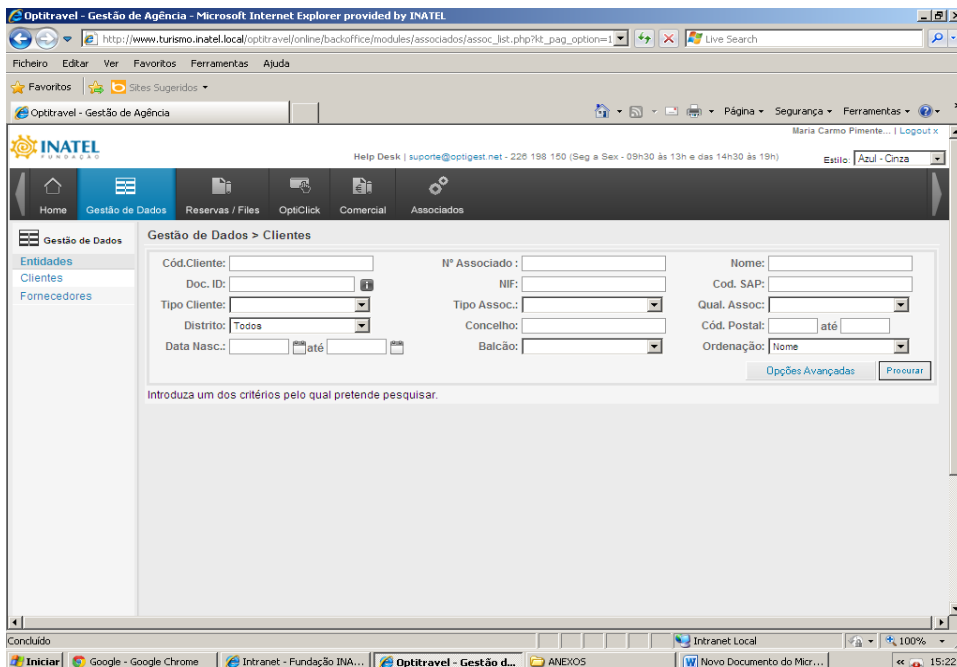 Optitravel - Gestão de Agência - Microsoft Internet Explorer provided by INATEL
http://www.turismo.inatel.local/optitravel/online/backoffice/modules/associados/assoc_list.php?kt_pag_option=1
Live Search
Ficheiro Editar Ver Favoritos Ferramentas Ajuda
Favoritos Sites Sugeridos
Optitravel - Gestão de Agência
Página Segurança Ferramentas
Maria Carmo Pimente... | Logout x
INATEL
FUNDAÇÃO
Help Desk | suporte@optigest.net - 226 198 150 (Seg a Sex - 09h30 às 13h e das 14h30 às 19h)
Estilo: Azul - Cinza
Home Gestão de Dados Reservas / Files OptiClick Comercial Associados
Gestão de Dados
Gestão de Dados > Clientes
Entidades
Clientes
Fornecedores
Cód.Cliente: Nº Associado : Nome:
Doc. ID: NIF: Cod. SAP:
Tipo Cliente: Tipo Assoc.: Qual. Assoc:
Distrito: Todos Concelho: Cód. Postal: até
Data Nasc.: até Balcão: Ordenação: Nome
Opções Avançadas Procurar
Introduza um dos critérios pelo qual pretende pesquisar.
Concluído Intranet Local 100%
Iniciar Google - Google Chrome Intranet - Fundação INA... Optitravel - Gestão d... ANEXOS Novo Documento do Micr... 15:22